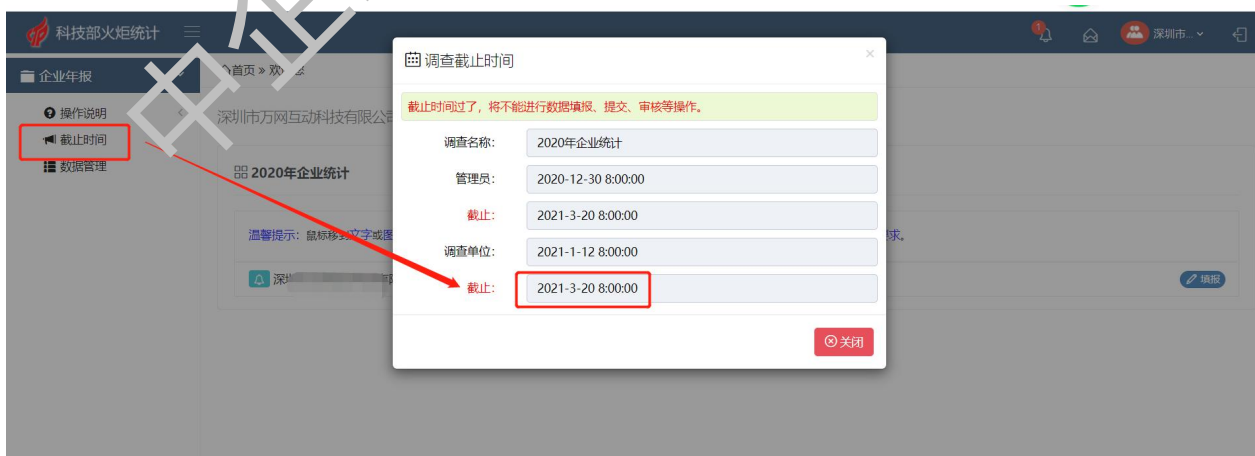 科技部火炬统计
1
深圳市...
企业年报
首页 » 欢
操作说明
截止时间
数据管理
深圳市万网互动科技有限公司
2020年企业统计
温馨提示：鼠标移到文字或图
求。
深圳
填报
调查截止时间
×
截止时间过了，将不能进行数据填报、提交、审核等操作。
调查名称： 2020年企业统计
管理员： 2020-12-30 8:00:00
截止： 2021-3-20 8:00:00
调查单位： 2021-1-12 8:00:00
截止： 2021-3-20 8:00:00
关闭